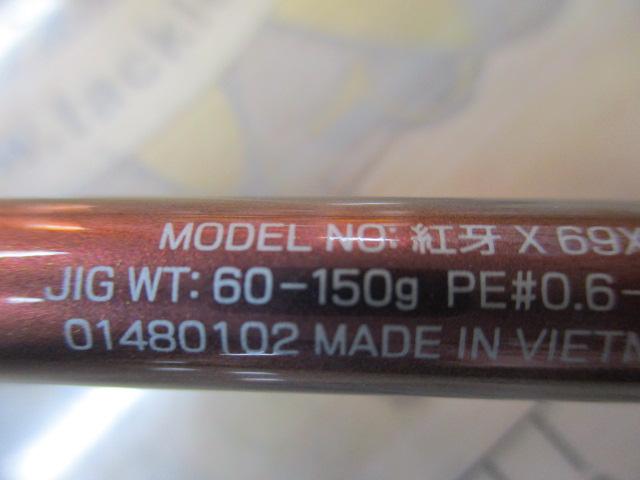 MODEL NO: 紅牙 X 69X
JIG WT: 60-150g PE#0.6-
01480102 MADE IN VIETN